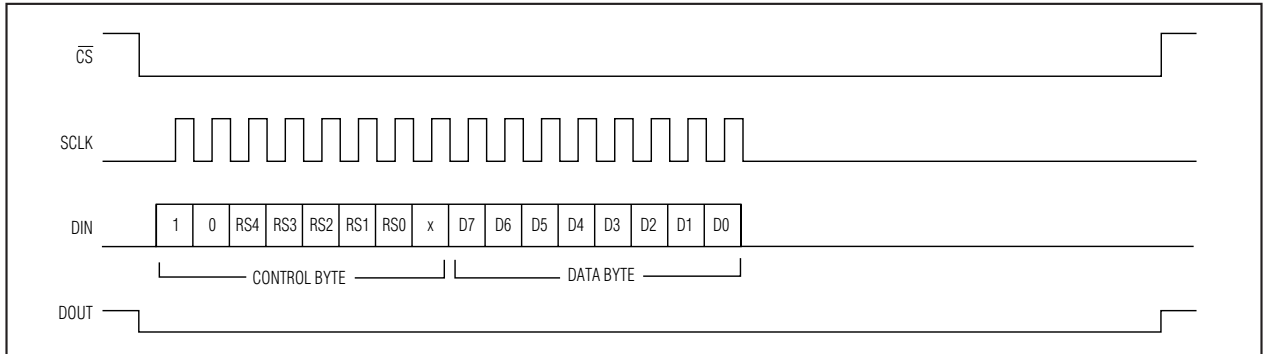 C̅S̅
SCLK
DIN 1 0 RS4 RS3 RS2 RS1 RS0 x D7 D6 D5 D4 D3 D2 D1 D0
CONTROL BYTE DATA BYTE
DOUT